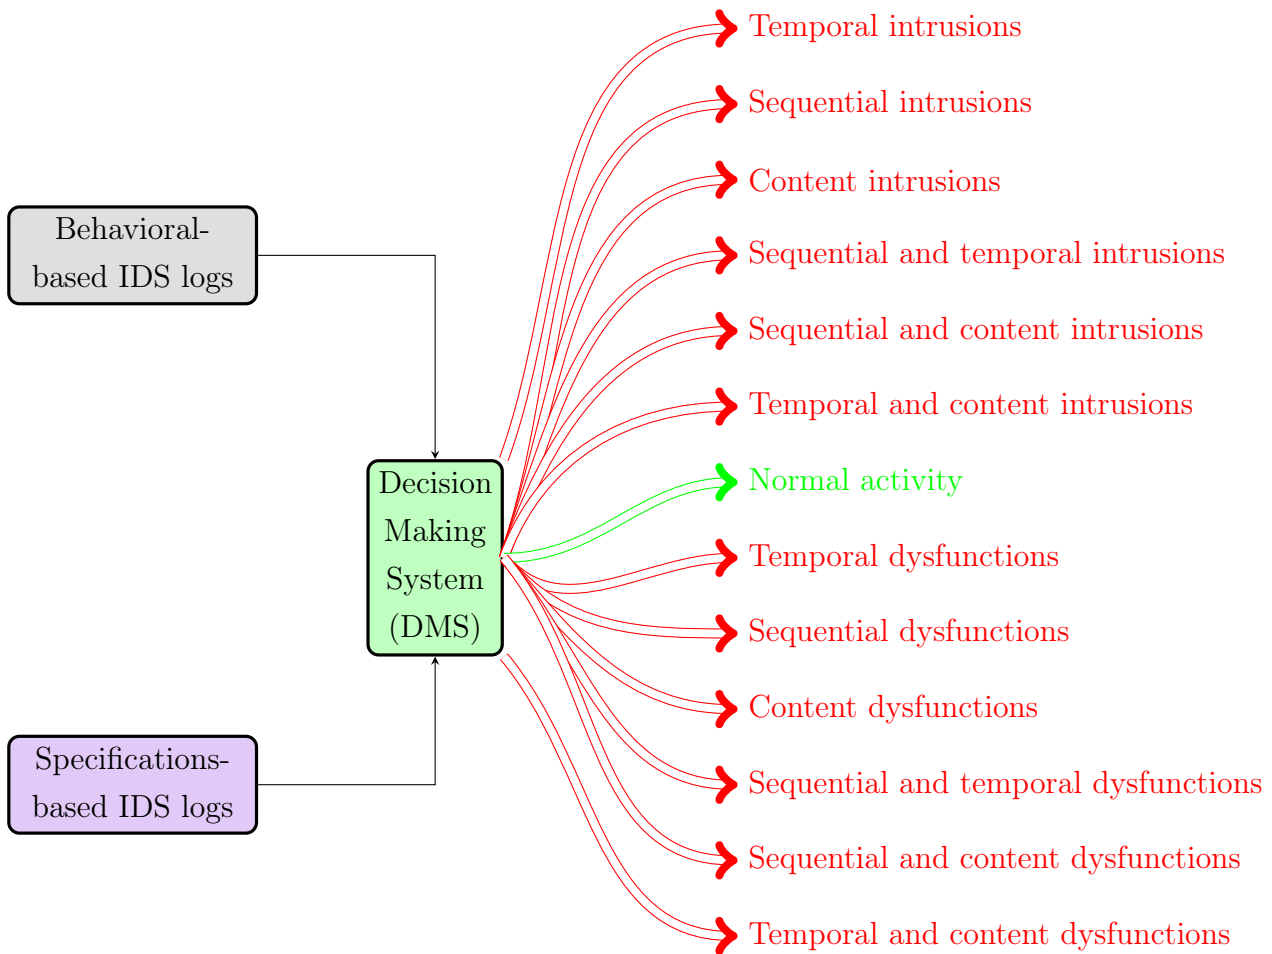 Behavioral-
based IDS logs
Specifications-
based IDS logs
Decision
Making
System
(DMS)
Temporal intrusions
Sequential intrusions
Content intrusions
Sequential and temporal intrusions
Sequential and content intrusions
Temporal and content intrusions
Normal activity
Temporal dysfunctions
Sequential dysfunctions
Content dysfunctions
Sequential and temporal dysfunctions
Sequential and content dysfunctions
Temporal and content dysfunctions